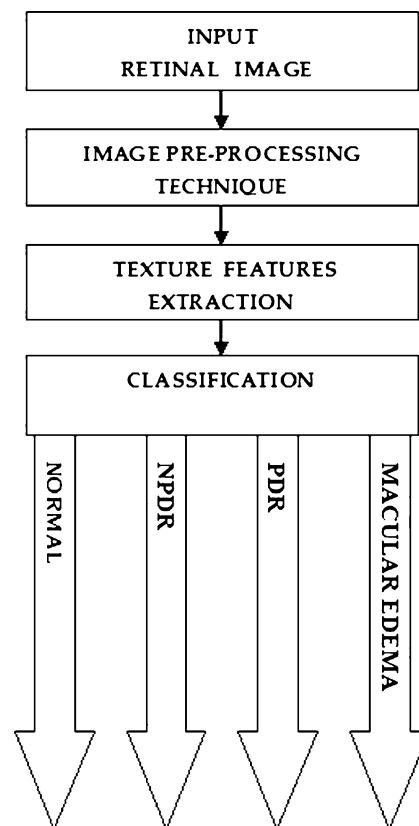 INPUT
RETINAL IMAGE
IMAGE PRE-PROCESSING
TECHNIQUE
TEXTURE FEATURES
EXTRACTION
CLASSIFICATION
NORMAL
NPDR
PDR
MACULAR EDEMA